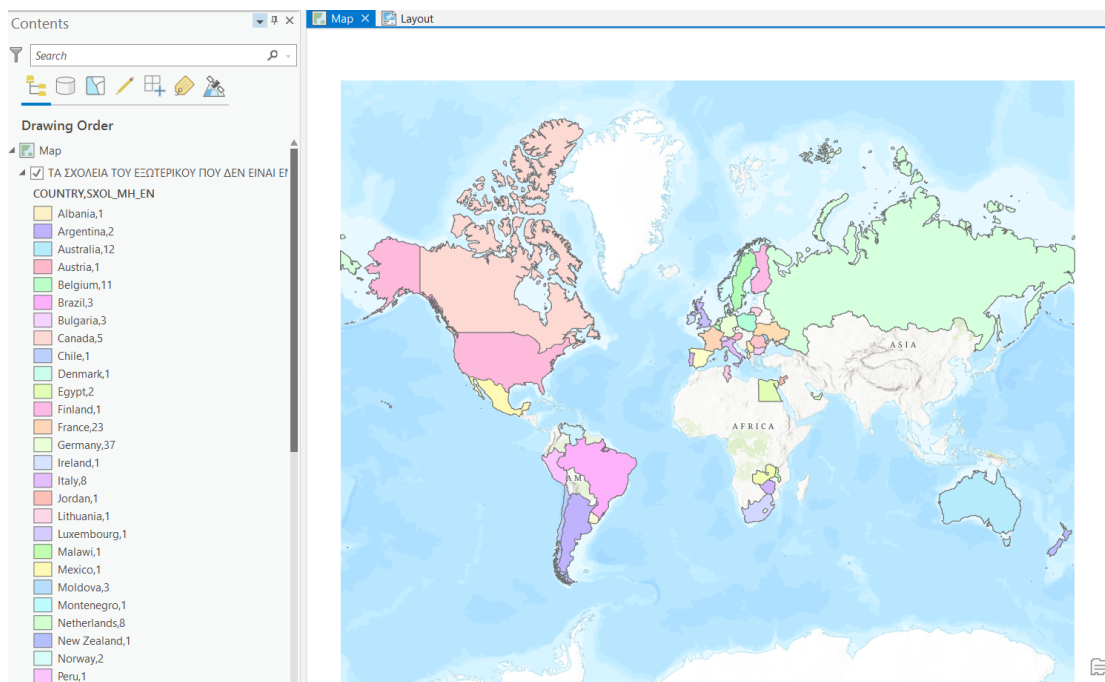 Contents
Map
Layout
Search
Drawing Order
Map
ΤΑ ΣΧΟΛΕΙΑ ΤΟΥ ΕΞΩΤΕΡΙΚΟΥ ΠΟΥ ΔΕΝ ΕΙΝΑΙ ΕΝ
COUNTRY,SXOL_MH_EN
Albania,1
Argentina,2
Australia,12
Austria,1
Belgium,11
Brazil,3
Bulgaria,3
Canada,5
Chile,1
Denmark,1
Egypt,2
Finland,1
France,23
Germany,37
Ireland,1
Italy,8
Jordan,1
Lithuania,1
Luxembourg,1
Malawi,1
Mexico,1
Moldova,3
Montenegro,1
Netherlands,8
New Zealand,1
Norway,2
Peru,1
ASIA
AFRICA
AM